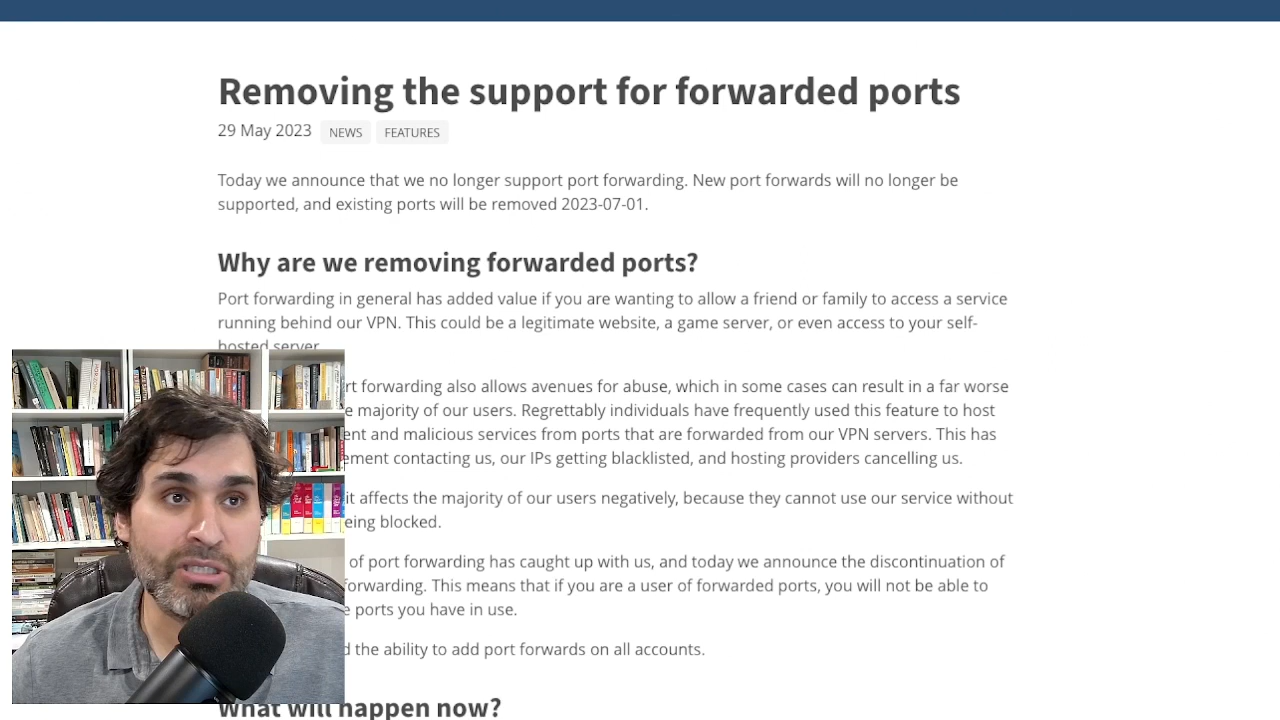 Removing the support for forwarded ports
29 May 2023 NEWS FEATURES
Today we announce that we no longer support port forwarding. New port forwards will no longer be
supported, and existing ports will be removed 2023-07-01.
Why are we removing forwarded ports?
Port forwarding in general has added value if you are wanting to allow a friend or family to access a service
running behind our VPN. This could be a legitimate website, a game server, or even access to your self-
hosted server.
forwarding also allows avenues for abuse, which in some cases can result in a far worse
majority of our users. Regrettably individuals have frequently used this feature to host
and malicious services from ports that are forwarded from our VPN servers. This has
contacting us, our IPs getting blacklisted, and hosting providers cancelling us.
it affects the majority of our users negatively, because they cannot use our service without
being blocked.
of port forwarding has caught up with us, and today we announce the discontinuation of
forwarding. This means that if you are a user of forwarded ports, you will not be able to
ports you have in use.
the ability to add port forwards on all accounts.
What will happen now?